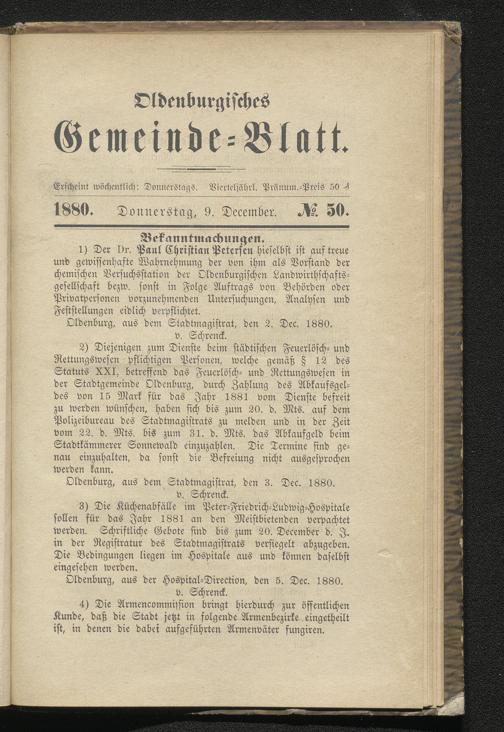 Oldenburgisches
Gemeinde-Blatt.
Erscheint wöchentlich: Donnerstags. Vierteljährl. Pränum.-Preis 50 ₰
1880. Donnerstag, 9. December. № 50.
Bekanntmachungen.
1) Der Dr. Paul Christian Petersen hieselbst ist auf treue
und gewissenhafte Wahrnehmung der von ihm als Vorstand der
chemischen Versuchsstation der Oldenburgischen Landwirthschafts-
gesellschaft bezw. sonst in Folge Auftrags von Behörden oder
Privatpersonen vorzunehmenden Untersuchungen, Analysen und
Feststellungen eidlich verpflichtet.
Oldenburg, aus dem Stadtmagistrat, den 2. Dec. 1880.
v. Schrenck.
2) Diejenigen zum Dienste beim städtischen Feuerlösch- und
Rettungswesen pflichtigen Personen, welche gemäß § 12 des
Statuts XXI, betreffend das Feuerlösch- und Rettungswesen in
der Stadtgemeinde Oldenburg, durch Zahlung des Abkaufsgel-
des von 15 Mark für das Jahr 1881 vom Dienste befreit
zu werden wünschen, haben sich bis zum 20. d. Mts. auf dem
Polizeibureau des Stadtmagistrats zu melden und in der Zeit
vom 22. d. Mts. bis zum 31. d. Mts. das Abkaufgeld beim
Stadtkämmerer Sonnewald einzuzahlen. Die Termine sind ge-
nau einzuhalten, da sonst die Befreiung nicht ausgesprochen
werden kann.
Oldenburg, aus dem Stadtmagistrat, den 3. Dec. 1880.
v. Schrenck.
3) Die Küchenabfälle im Peter-Friedrich-Ludwig-Hospitale
sollen für das Jahr 1881 an den Meistbietenden verpachtet
werden. Schriftliche Gebote sind bis zum 20. December d. J.
in der Registratur des Stadtmagistrats versiegelt abzugeben.
Die Bedingungen liegen im Hospitale aus und können daselbst
eingesehen werden.
Oldenburg, aus der Hospital-Direction, den 5. Dec. 1880.
v. Schrenck.
4) Die Armencommission bringt hierdurch zur öffentlichen
Kunde, daß die Stadt jetzt in folgende Armenbezirke eingetheilt
ist, in denen die dabei aufgeführten Armenväter fungiren.